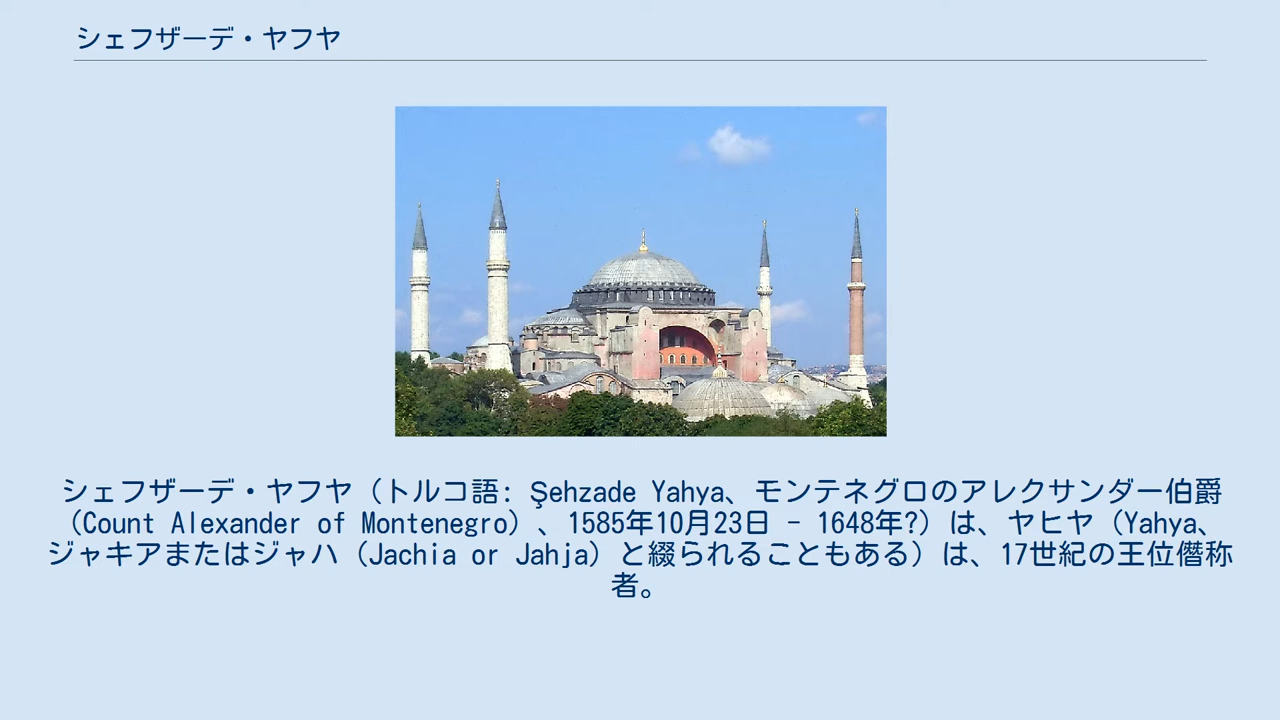 シェフザーデ・ヤフヤ
シェフザーデ・ヤフヤ（トルコ語: Şehzade Yahya、モンテネグロのアレクサンダー伯爵
（Count Alexander of Montenegro）、1585年10月23日 - 1648年?）は、ヤヒヤ（Yahya、
ジャキアまたはジャハ（Jachia or Jahja）と綴られることもある）は、17世紀の王位僭称
者。